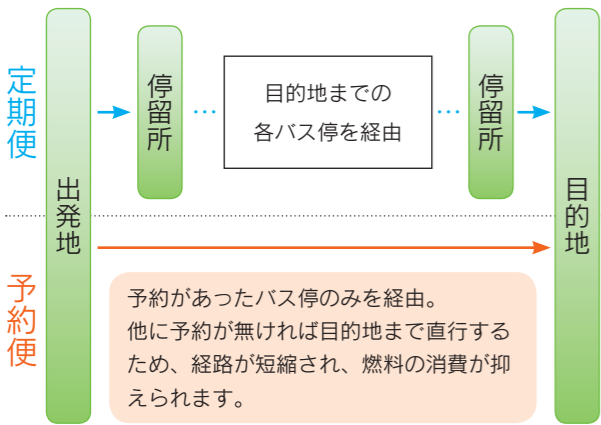 定期便
出発地
停留所
…
目的地までの
各バス停を経由
…
停留所
目的地
予約便
予約があったバス停のみを経由。
他に予約が無ければ目的地まで直行する
ため、経路が短縮され、燃料の消費が抑
えられます。